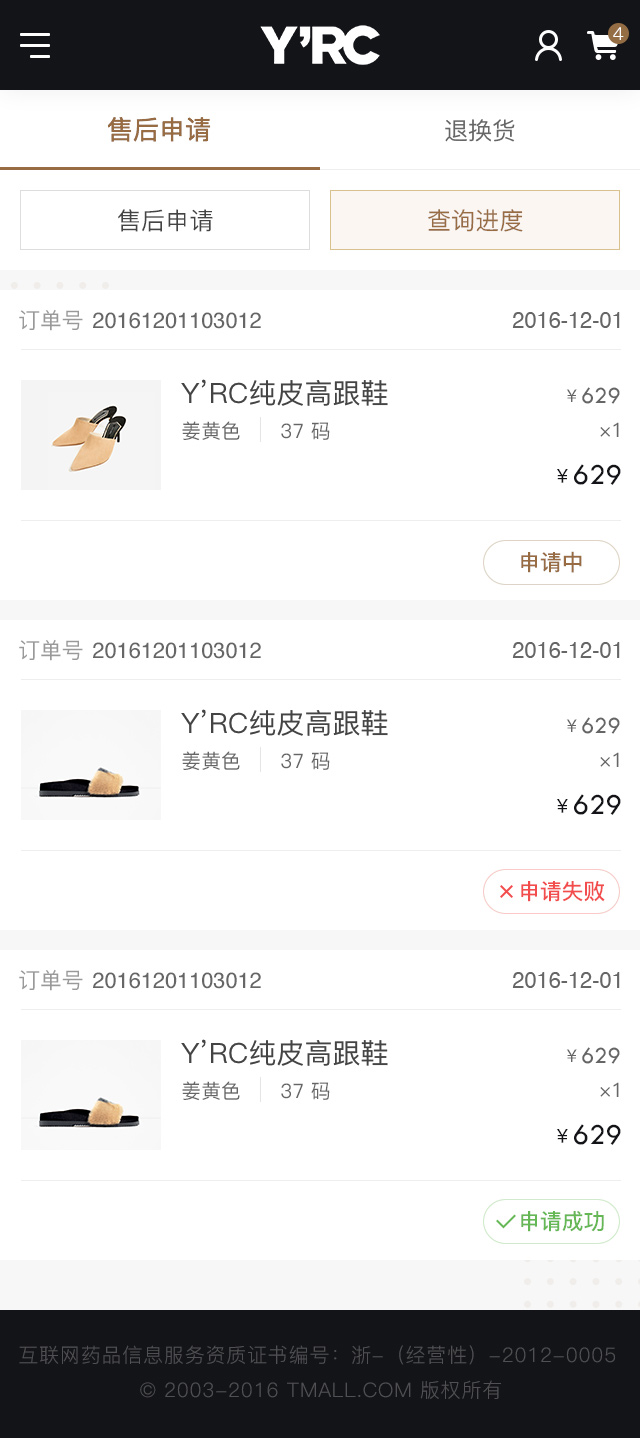 Y'RC
4
售后申请 退换货
售后申请 查询进度
订单号 20161201103012 2016-12-01
Y'RC纯皮高跟鞋 ¥629
姜黄色 37 码 ×1
¥629
申请中
订单号 20161201103012 2016-12-01
Y'RC纯皮高跟鞋 ¥629
姜黄色 37 码 ×1
¥629
申请失败
订单号 20161201103012 2016-12-01
Y'RC纯皮高跟鞋 ¥629
姜黄色 37 码 ×1
¥629
申请成功
互联网药品信息服务资质证书编号：浙-（经营性）-2012-0005
© 2003-2016 TMALL.COM 版权所有